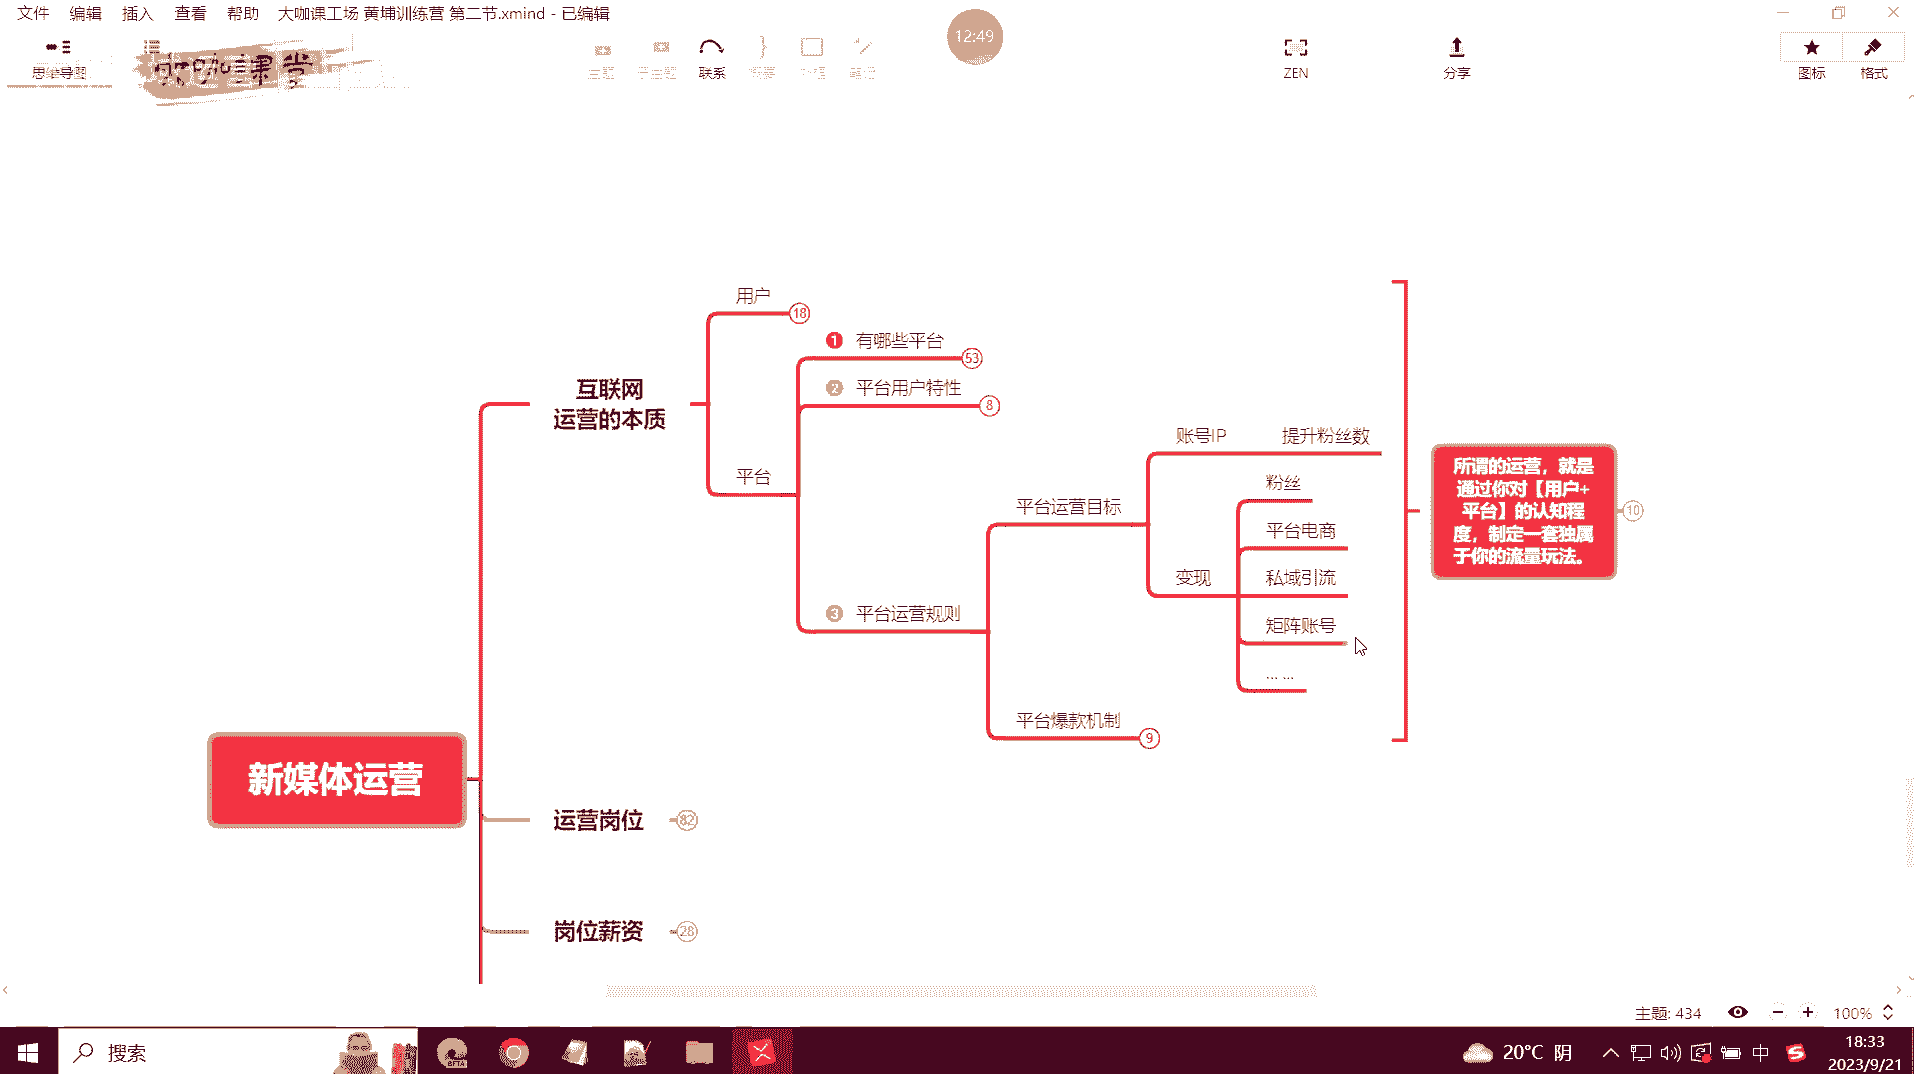 文件 编辑 插入 查看 帮助 大咖课工场 黄埔训练营 第二节.xmind - 已编辑
12:49
思维导图
主题
子主题
联系
概要
外框
笔记
ZEN
分享
图标
格式
用户
18
1 有哪些平台
53
2 平台用户特性
8
互联网
运营的本质
平台
账号IP
提升粉丝数
粉丝
平台运营目标
平台电商
变现
私域引流
矩阵账号
... ...
3 平台运营规则
平台爆款机制
9
所谓的运营，就是
通过你对【用户+
平台】的认知程
度，制定一套独属
于你的流量玩法。
10
新媒体运营
运营岗位
82
岗位薪资
28
主题: 434
100%
搜索
BETA
20°C 阴
中
18:33
2023/9/21